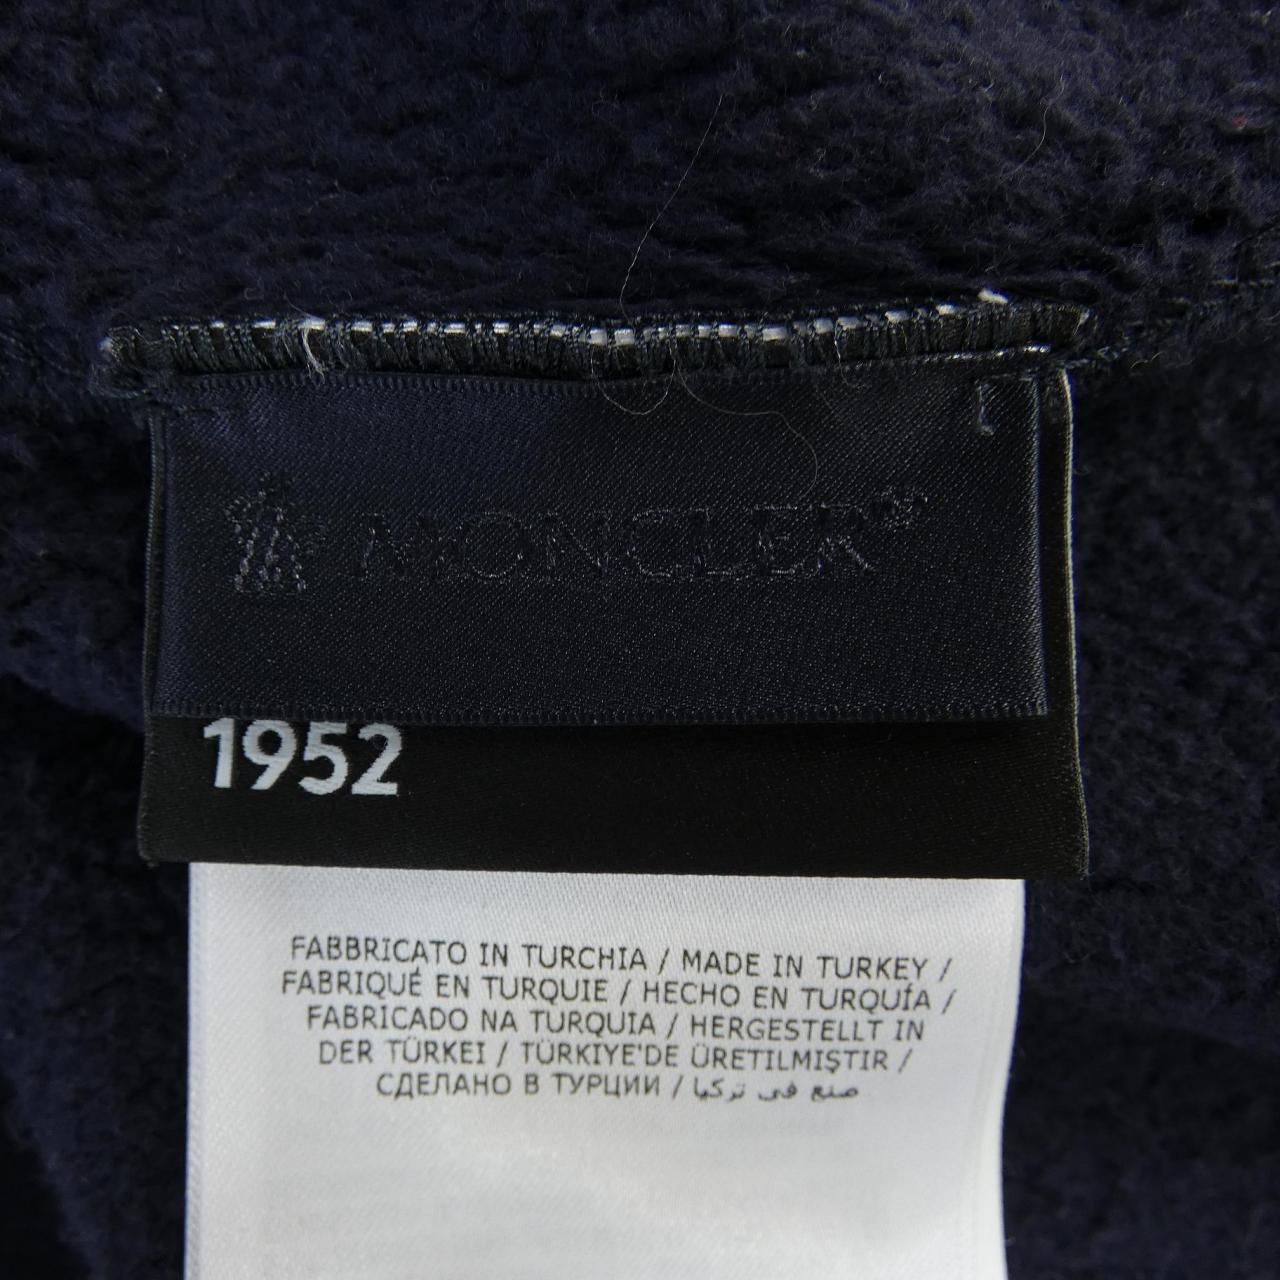 MONCLER
1952
FABBRICATO IN TURCHIA / MADE IN TURKEY /
FABRIQUÉ EN TURQUIE / HECHO EN TURQUÍA /
FABRICADO NA TURQUIA / HERGESTELLT IN
DER TÜRKEI / TÜRKIYE'DE ÜRETILMIŞTIR /
СДЕЛАНО В ТУРЦИИ / صنع في تركيا